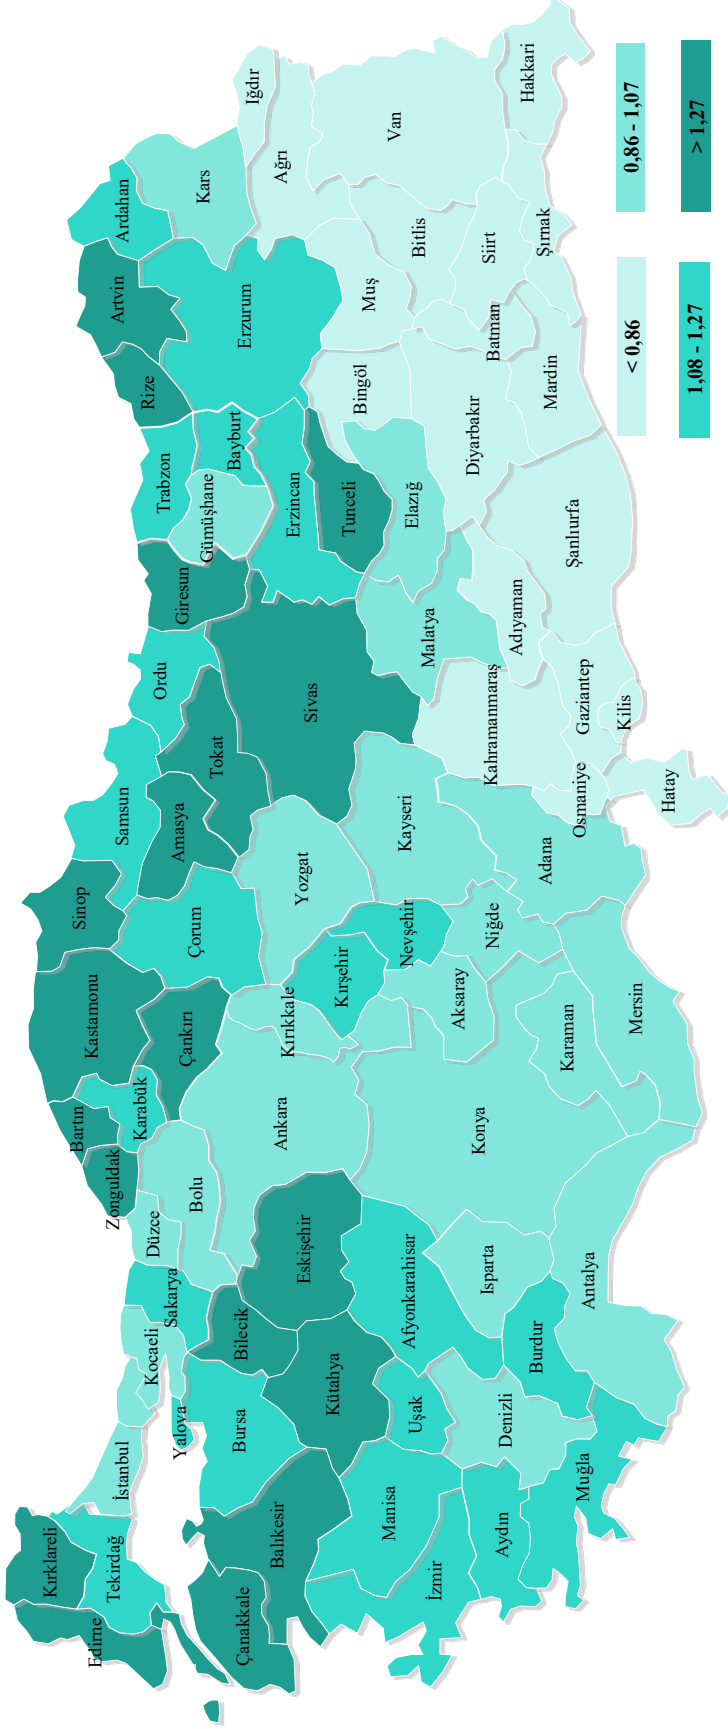 Edirne
Kırklareli
Tekirdağ
İstanbul
Çanakkale
Balıkesir
Yalova
Kocaeli
Sakarya
Bursa
Bilecik
Kütahya
Eskişehir
Manisa
İzmir
Uşak
Afyonkarahisar
Aydın
Denizli
Muğla
Burdur
Isparta
Antalya
Düzce
Zonguldak
Bolu
Bartın
Karabük
Kastamonu
Çankırı
Ankara
Konya
Sinop
Çorum
Kırıkkale
Kırşehir
Aksaray
Nevşehir
Niğde
Karaman
Mersin
Samsun
Amasya
Tokat
Yozgat
Kayseri
Adana
Osmaniye
Hatay
Ordu
Sivas
Giresun
Gümüşhane
Trabzon
Bayburt
Rize
Artvin
Ardahan
Kars
Iğdır
Ağrı
Erzurum
Erzincan
Tunceli
Elazığ
Malatya
Kahramanmaraş
Adıyaman
Gaziantep
Kilis
Şanlıurfa
Bingöl
Muş
Diyarbakır
Batman
Mardin
Bitlis
Siirt
Şırnak
Van
Hakkari
< 0,86
0,86 - 1,07
1,08 - 1,27
> 1,27